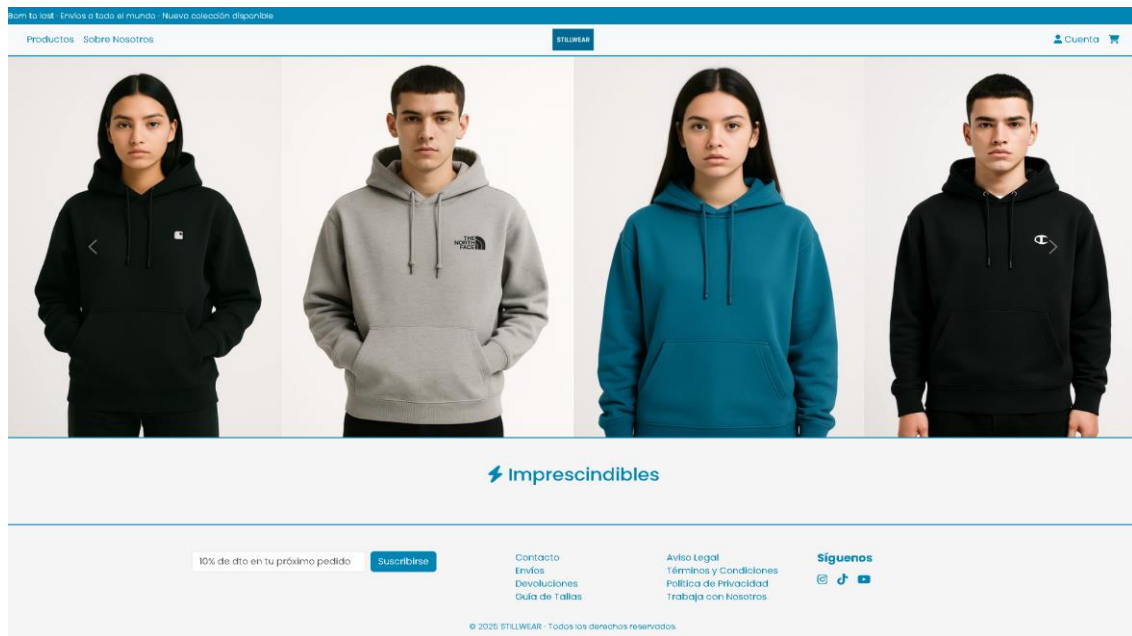 Born to last · Envíos a todo el mundo · Nueva colección disponible
Productos Sobre Nosotros
STILLWEAR
Cuenta
THE
NORTH
FACE
Imprescindibles
10% de dto en tu próximo pedido
Suscribirse
Contacto
Envíos
Devoluciones
Guía de Tallas
Aviso Legal
Términos y Condiciones
Política de Privacidad
Trabaja con Nosotros
Síguenos
© 2025 STILLWEAR · Todos los derechos reservados.